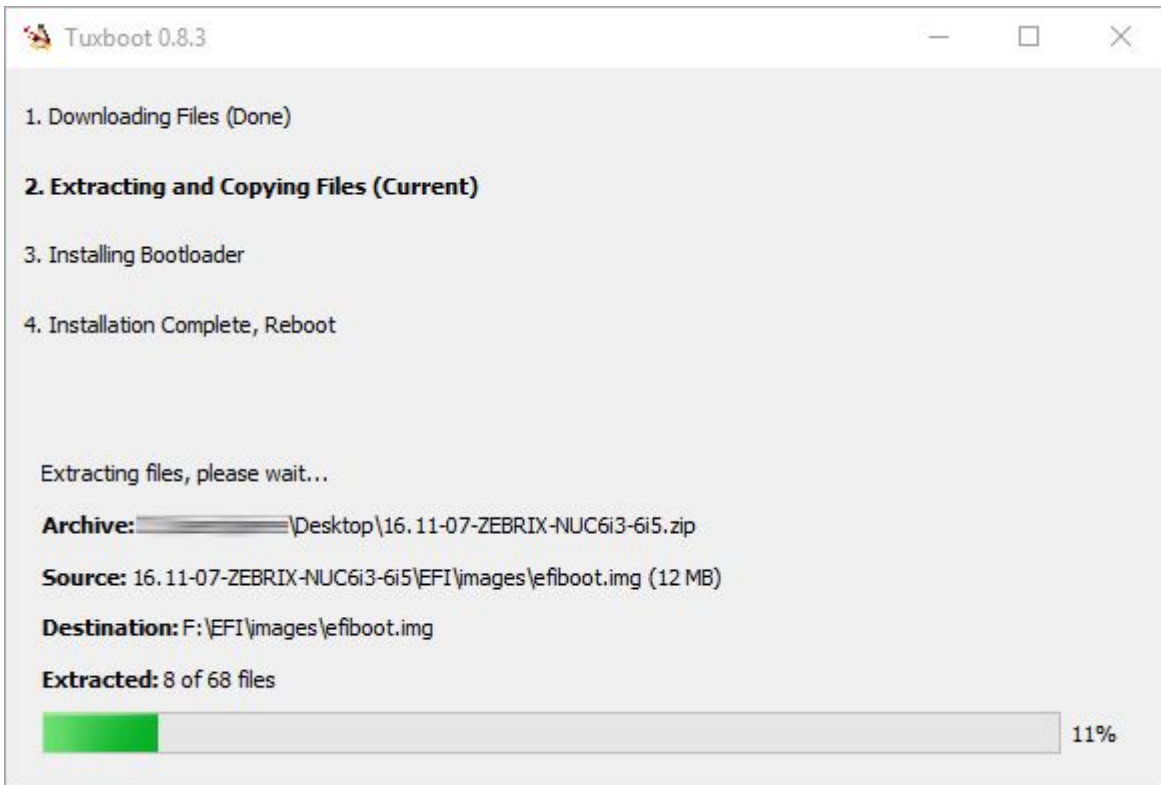 Tuxboot 0.8.3
1. Downloading Files (Done)
2. Extracting and Copying Files (Current)
3. Installing Bootloader
4. Installation Complete, Reboot
Extracting files, please wait...
Archive: \Desktop\16.11-07-ZEBRIX-NUC6i3-6i5.zip
Source: 16.11-07-ZEBRIX-NUC6i3-6i5\EFI\images\efiboot.img (12 MB)
Destination: F:\EFI\images\efiboot.img
Extracted: 8 of 68 files
11%